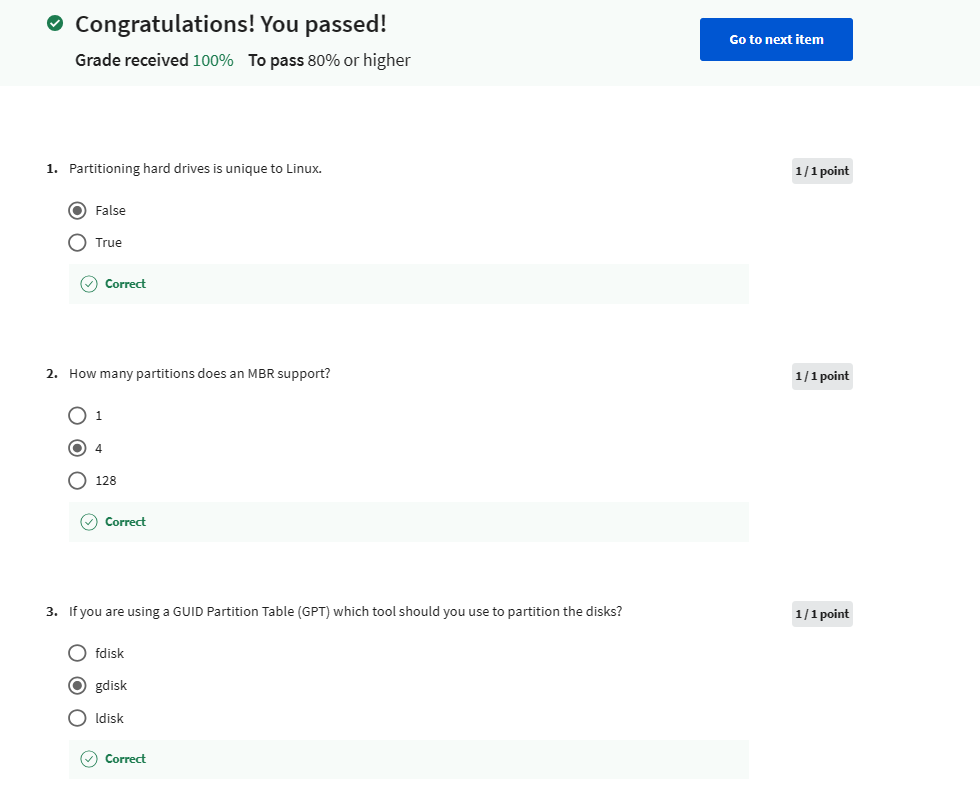 Congratulations! You passed!
Grade received 100% To pass 80% or higher
Go to next item
1. Partitioning hard drives is unique to Linux.
1 / 1 point
False
True
Correct
2. How many partitions does an MBR support?
1 / 1 point
1
4
128
Correct
3. If you are using a GUID Partition Table (GPT) which tool should you use to partition the disks?
1 / 1 point
fdisk
gdisk
ldisk
Correct